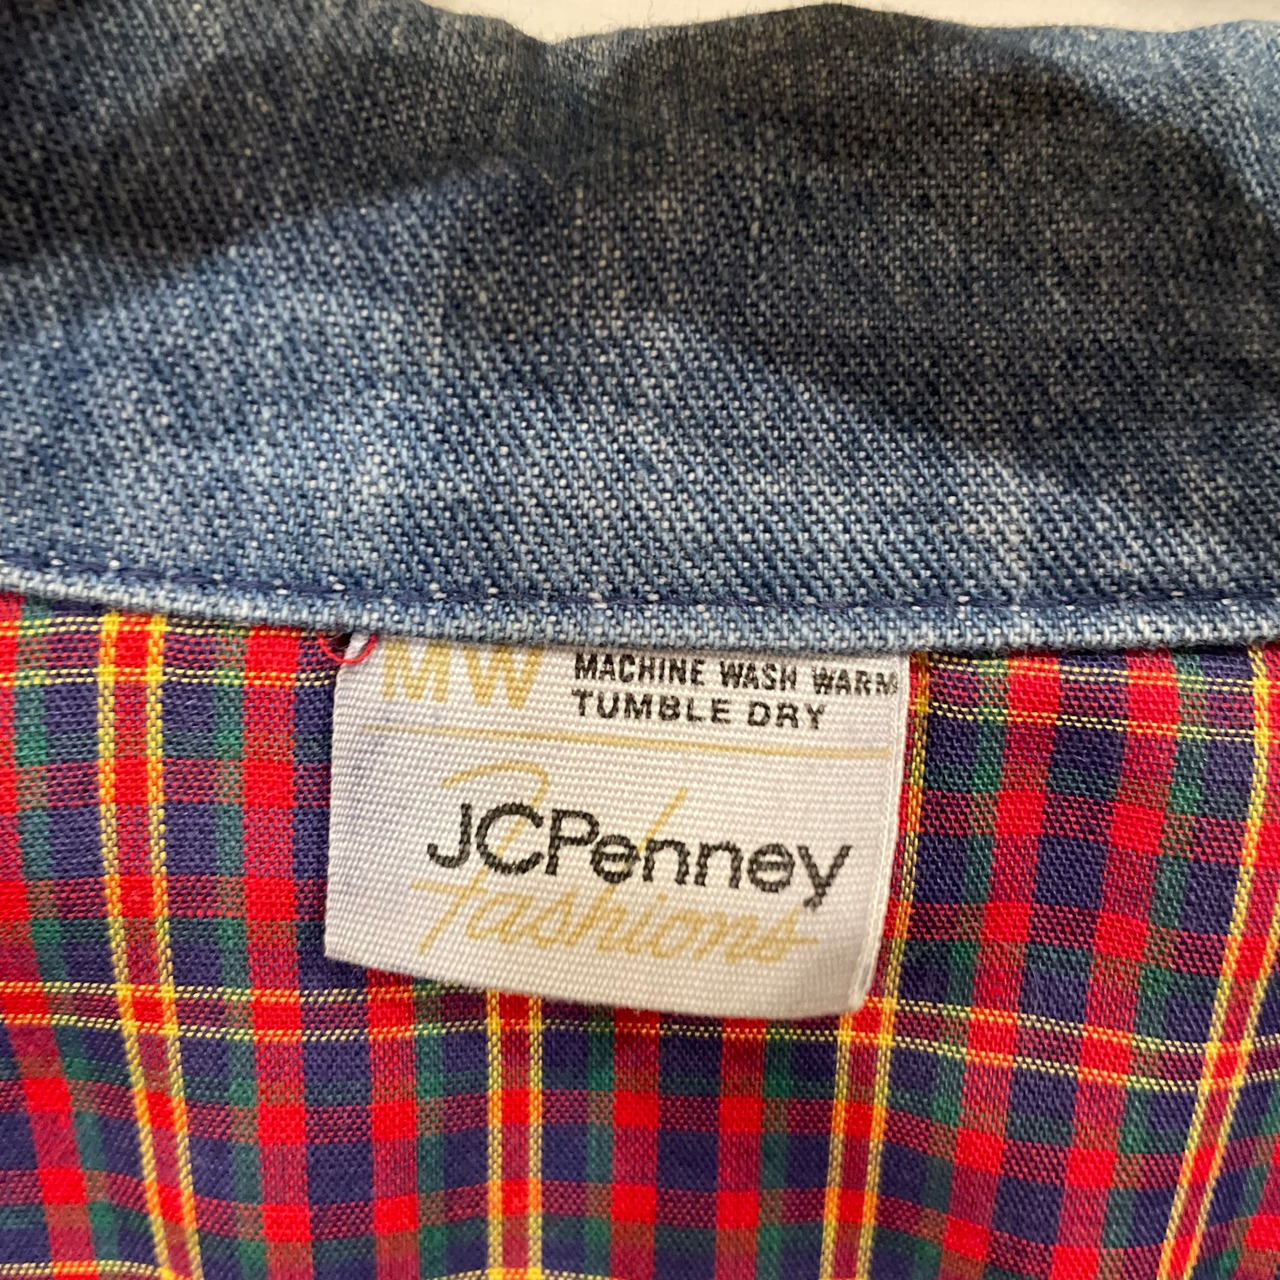 MW
MACHINE WASH WARM
TUMBLE DRY
JCPenney
Fashions